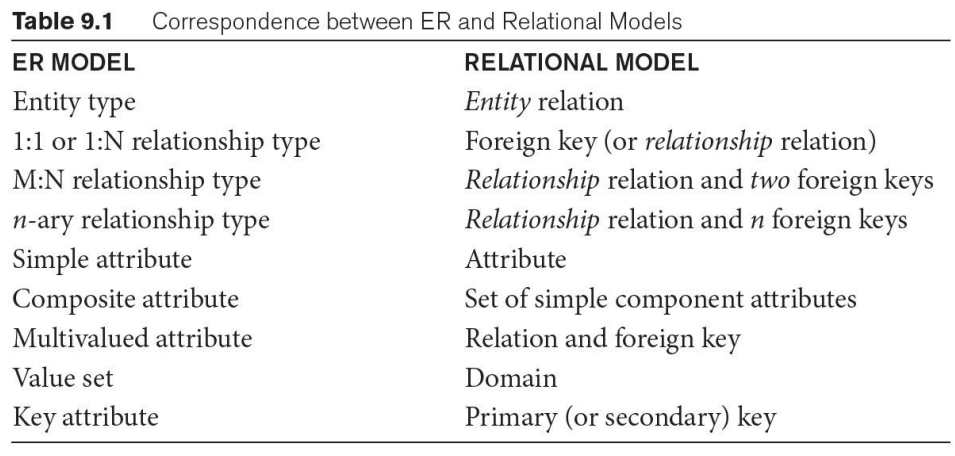 Table 9.1 Correspondence between ER and Relational Models
ER MODEL RELATIONAL MODEL
Entity type Entity relation
1:1 or 1:N relationship type Foreign key (or relationship relation)
M:N relationship type Relationship relation and two foreign keys
n-ary relationship type Relationship relation and n foreign keys
Simple attribute Attribute
Composite attribute Set of simple component attributes
Multivalued attribute Relation and foreign key
Value set Domain
Key attribute Primary (or secondary) key